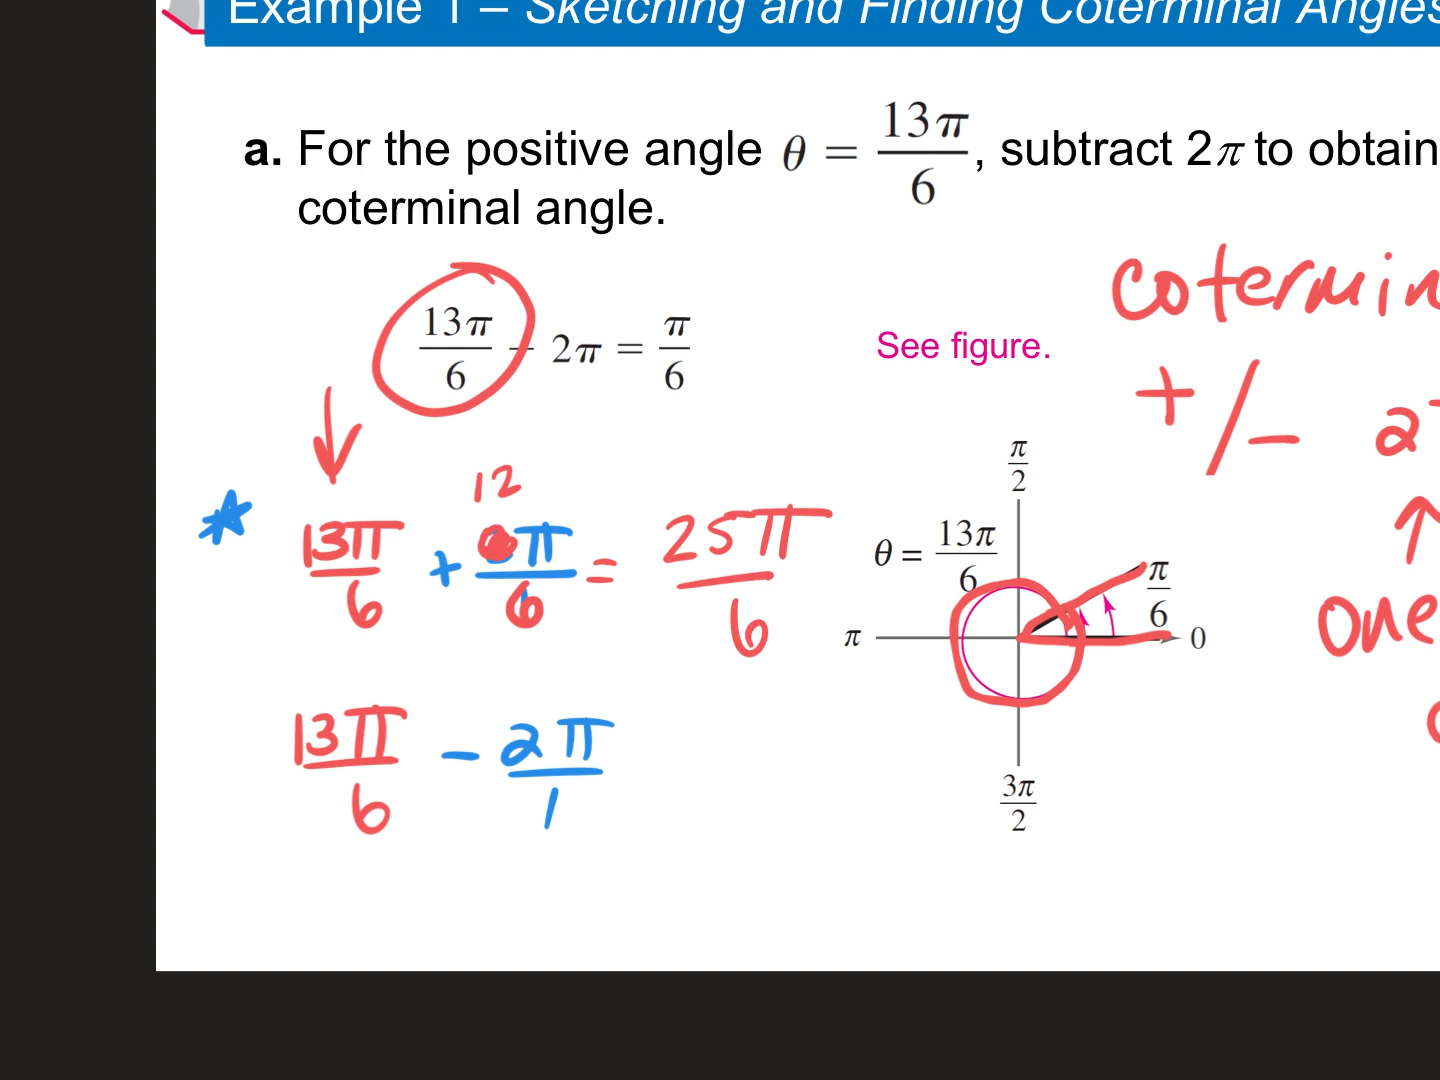 Example 1 – Sketching and Finding Coterminal Angles
a. For the positive angle θ = 13π/6, subtract 2π to obtain
coterminal angle.
cotermin
13π/6 − 2π = π/6
See figure.
+/− 2
π/2
12
13π/6 + π/6 = 25π/6
θ = 13π/6
π/6
π
0
one
13π/6 − 2π/1
3π/2